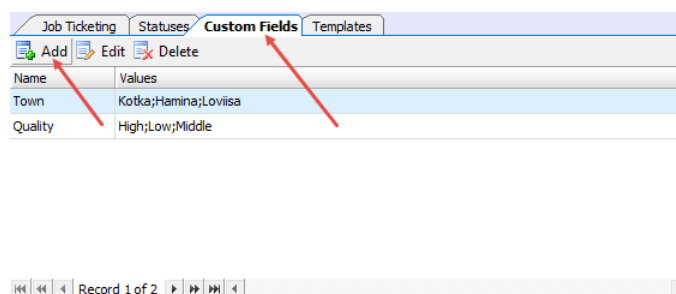 Job Ticketing Statuses Custom Fields Templates
Add Edit Delete
Name Values
Town Kotka;Hamina;Loviisa
Quality High;Low;Middle
Record 1 of 2